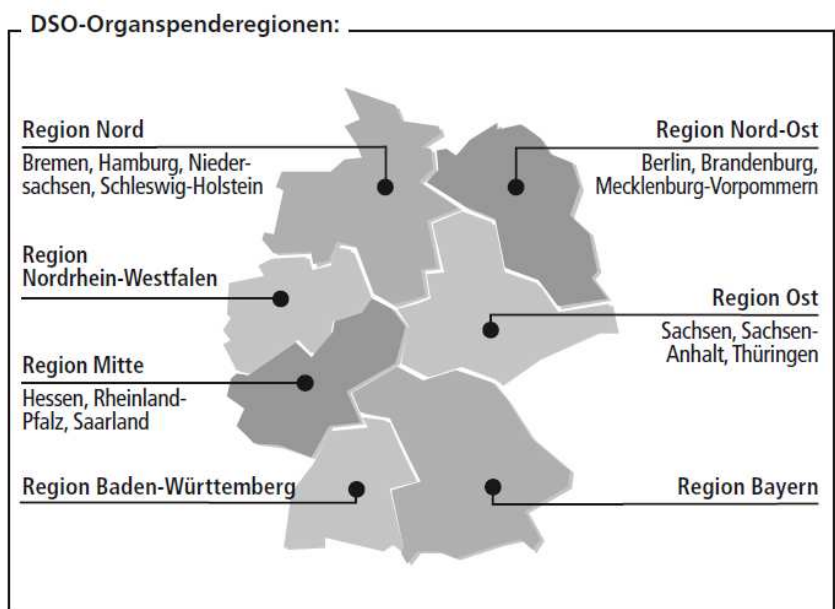 DSO-Organspenderegionen:
Region Nord
Bremen, Hamburg, Nieder-
sachsen, Schleswig-Holstein
Region Nord-Ost
Berlin, Brandenburg,
Mecklenburg-Vorpommern
Region
Nordrhein-Westfalen
Region Ost
Sachsen, Sachsen-
Anhalt, Thüringen
Region Mitte
Hessen, Rheinland-
Pfalz, Saarland
Region Baden-Württemberg
Region Bayern